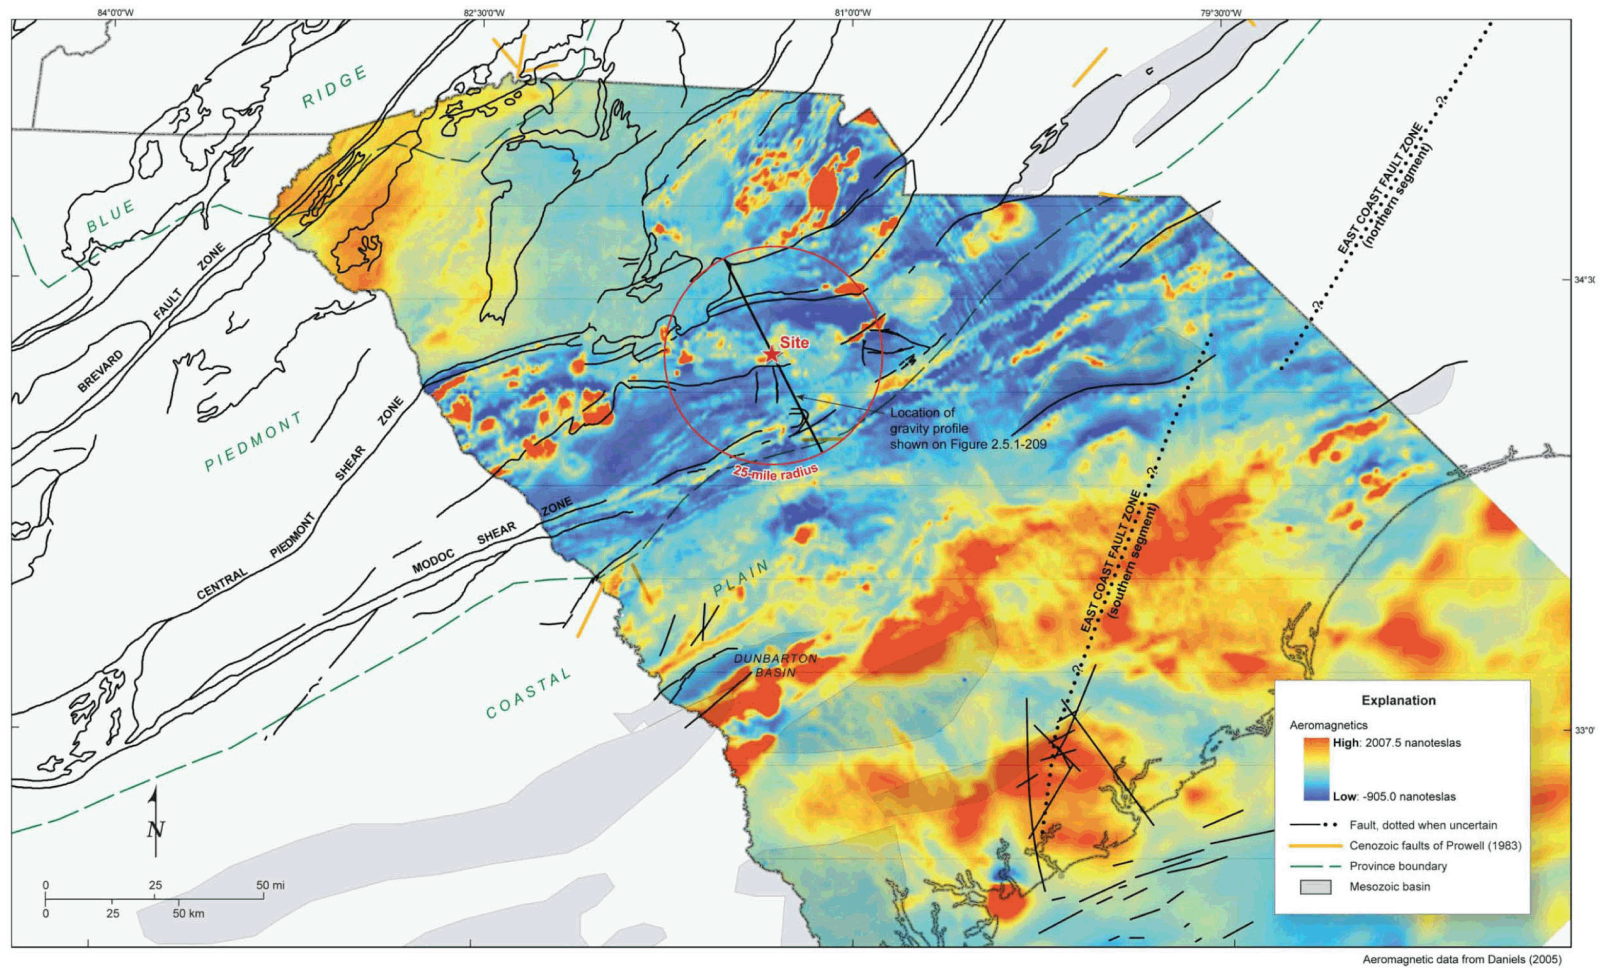 84°0'0"W
82°30'0"W
81°0'0"W
79°30'0"W
RIDGE
BLUE
EAST COAST FAULT ZONE
(northern segment)
?
?
34°30
BREVARD FAULT ZONE
Site
PIEDMONT
Location of
gravity profile
shown on Figure 2.5.1-209
25-mile radius
CENTRAL PIEDMONT SHEAR ZONE
MODOC SHEAR ZONE
?
EAST COAST FAULT ZONE
(southern segment)
?
PLAIN
COASTAL
DUNBARTON
BASIN
33°0'
N
0 25 50 mi
0 25 50 km
Explanation
Aeromagnetics
High: 2007.5 nanoteslas
Low: -905.0 nanoteslas
Fault, dotted when uncertain
Cenozoic faults of Prowell (1983)
Province boundary
Mesozoic basin
Aeromagnetic data from Daniels (2005)